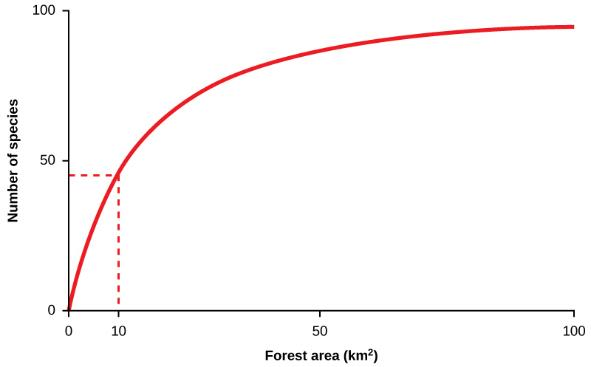 100
50
0
Number of species
0 10 50 100
Forest area (km²)